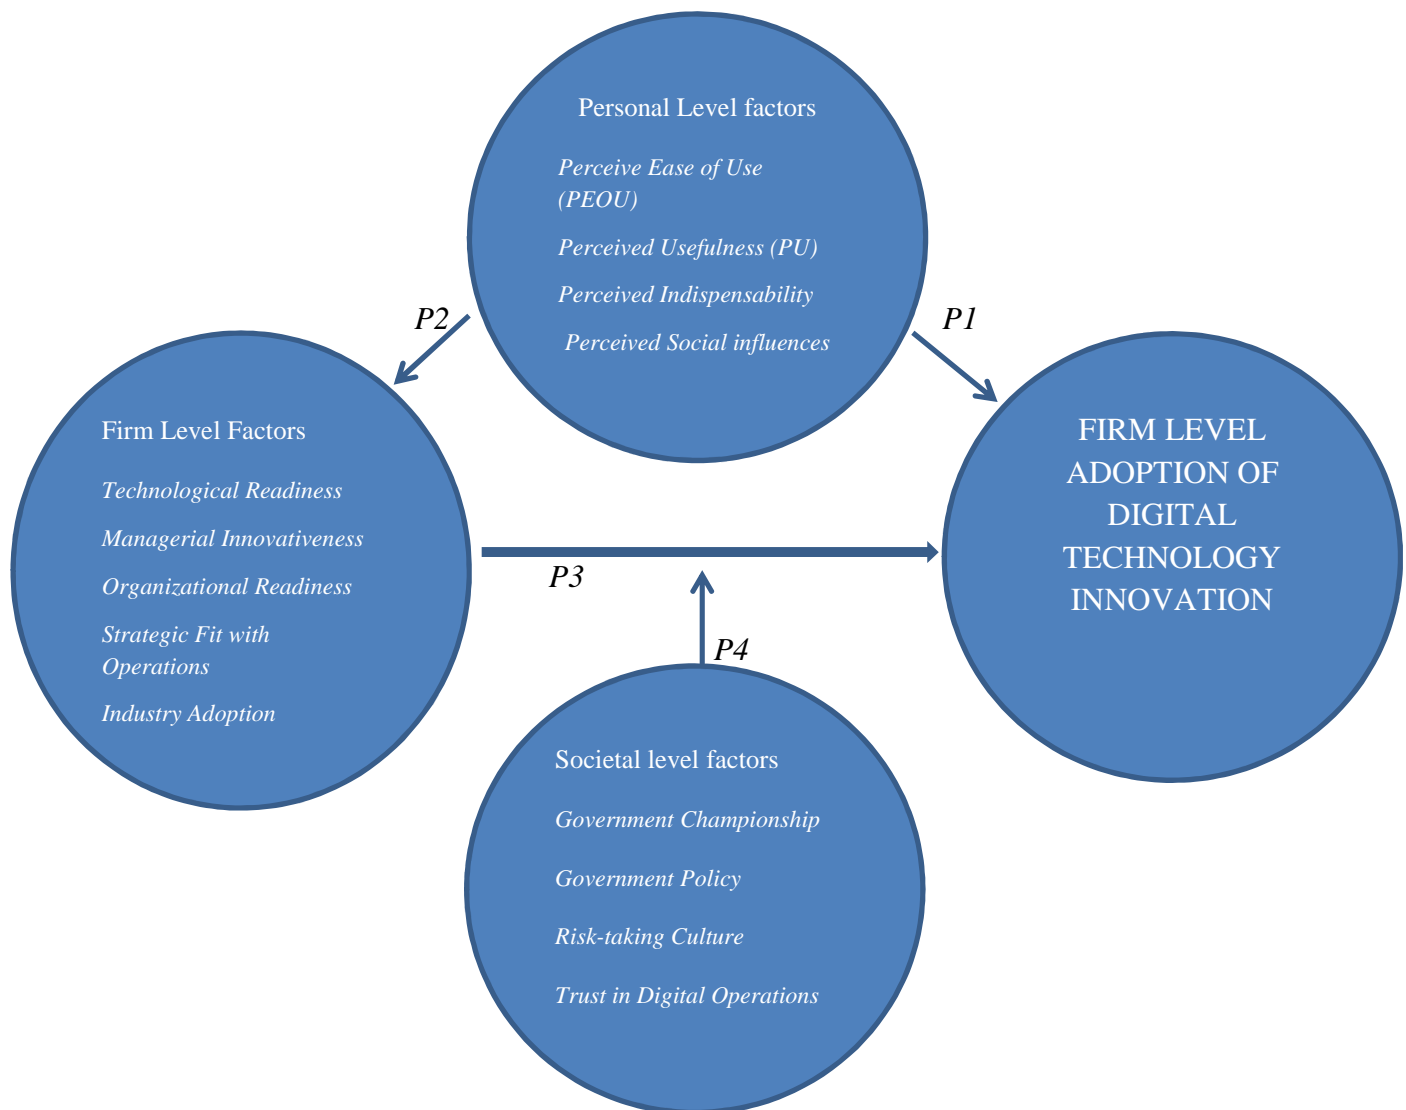 Personal Level factors
Perceive Ease of Use
(PEOU)
Perceived Usefulness (PU)
Perceived Indispensability
Perceived Social influences
P2
P1
Firm Level Factors
Technological Readiness
Managerial Innovativeness
Organizational Readiness
Strategic Fit with
Operations
Industry Adoption
FIRM LEVEL
ADOPTION OF
DIGITAL
TECHNOLOGY
INNOVATION
P3
P4
Societal level factors
Government Championship
Government Policy
Risk-taking Culture
Trust in Digital Operations